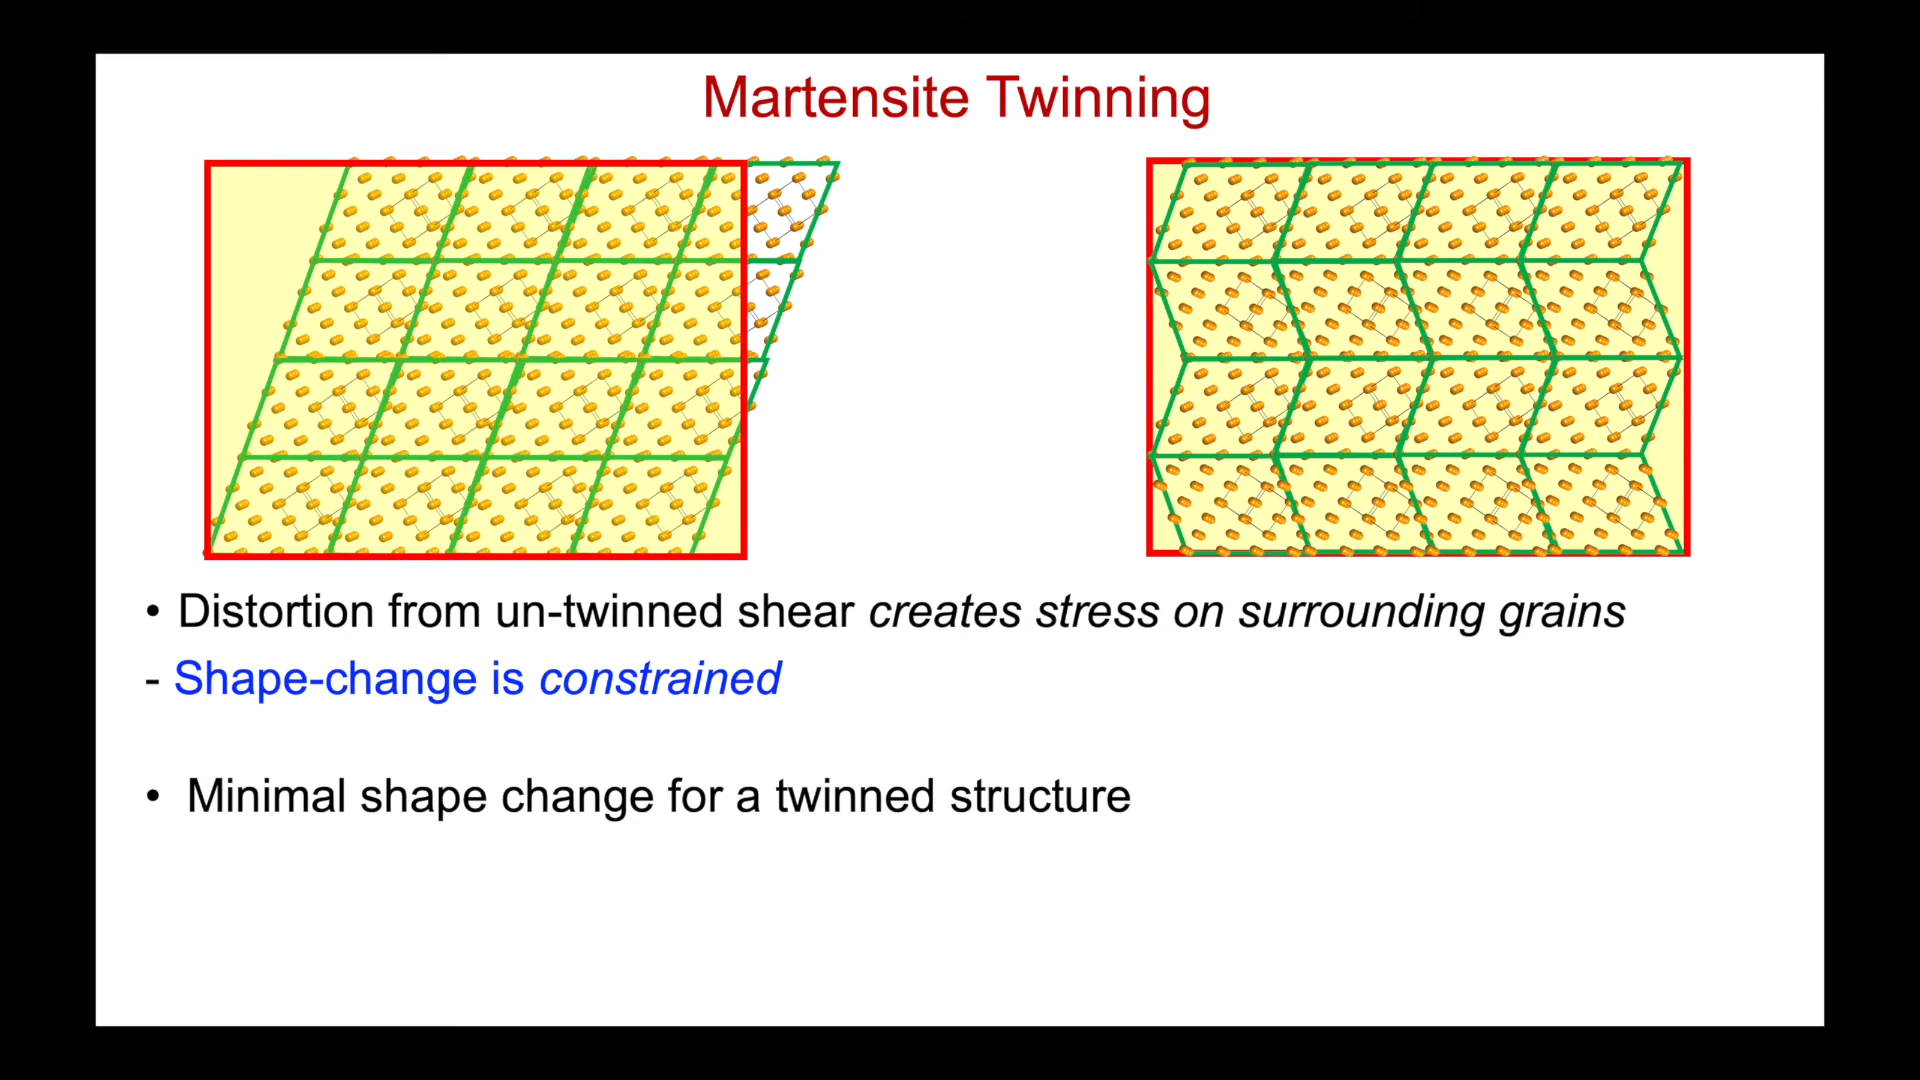 Martensite Twinning
• Distortion from un-twinned shear creates stress on surrounding grains
- Shape-change is constrained
• Minimal shape change for a twinned structure